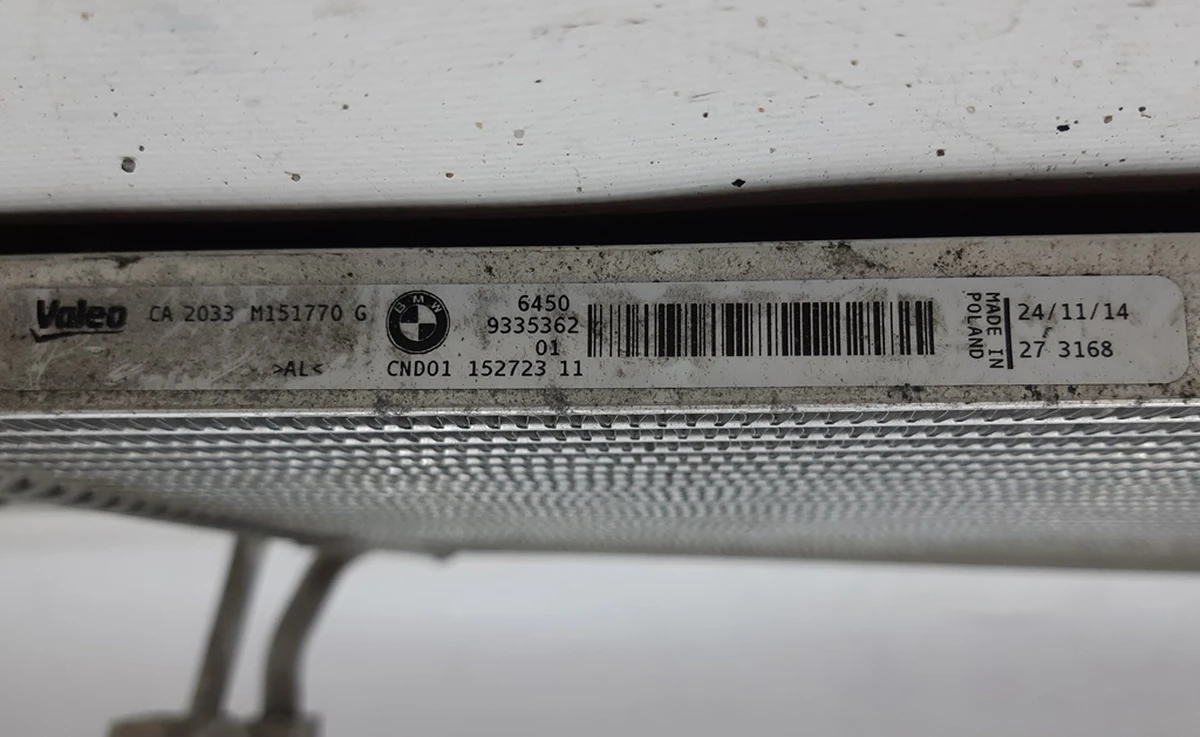 Valeo CA 2033 M151770 G
>AL<
BMW
6450
9335362
01
CND01 152723 11
MADE IN
POLAND
24/11/14
27 3168